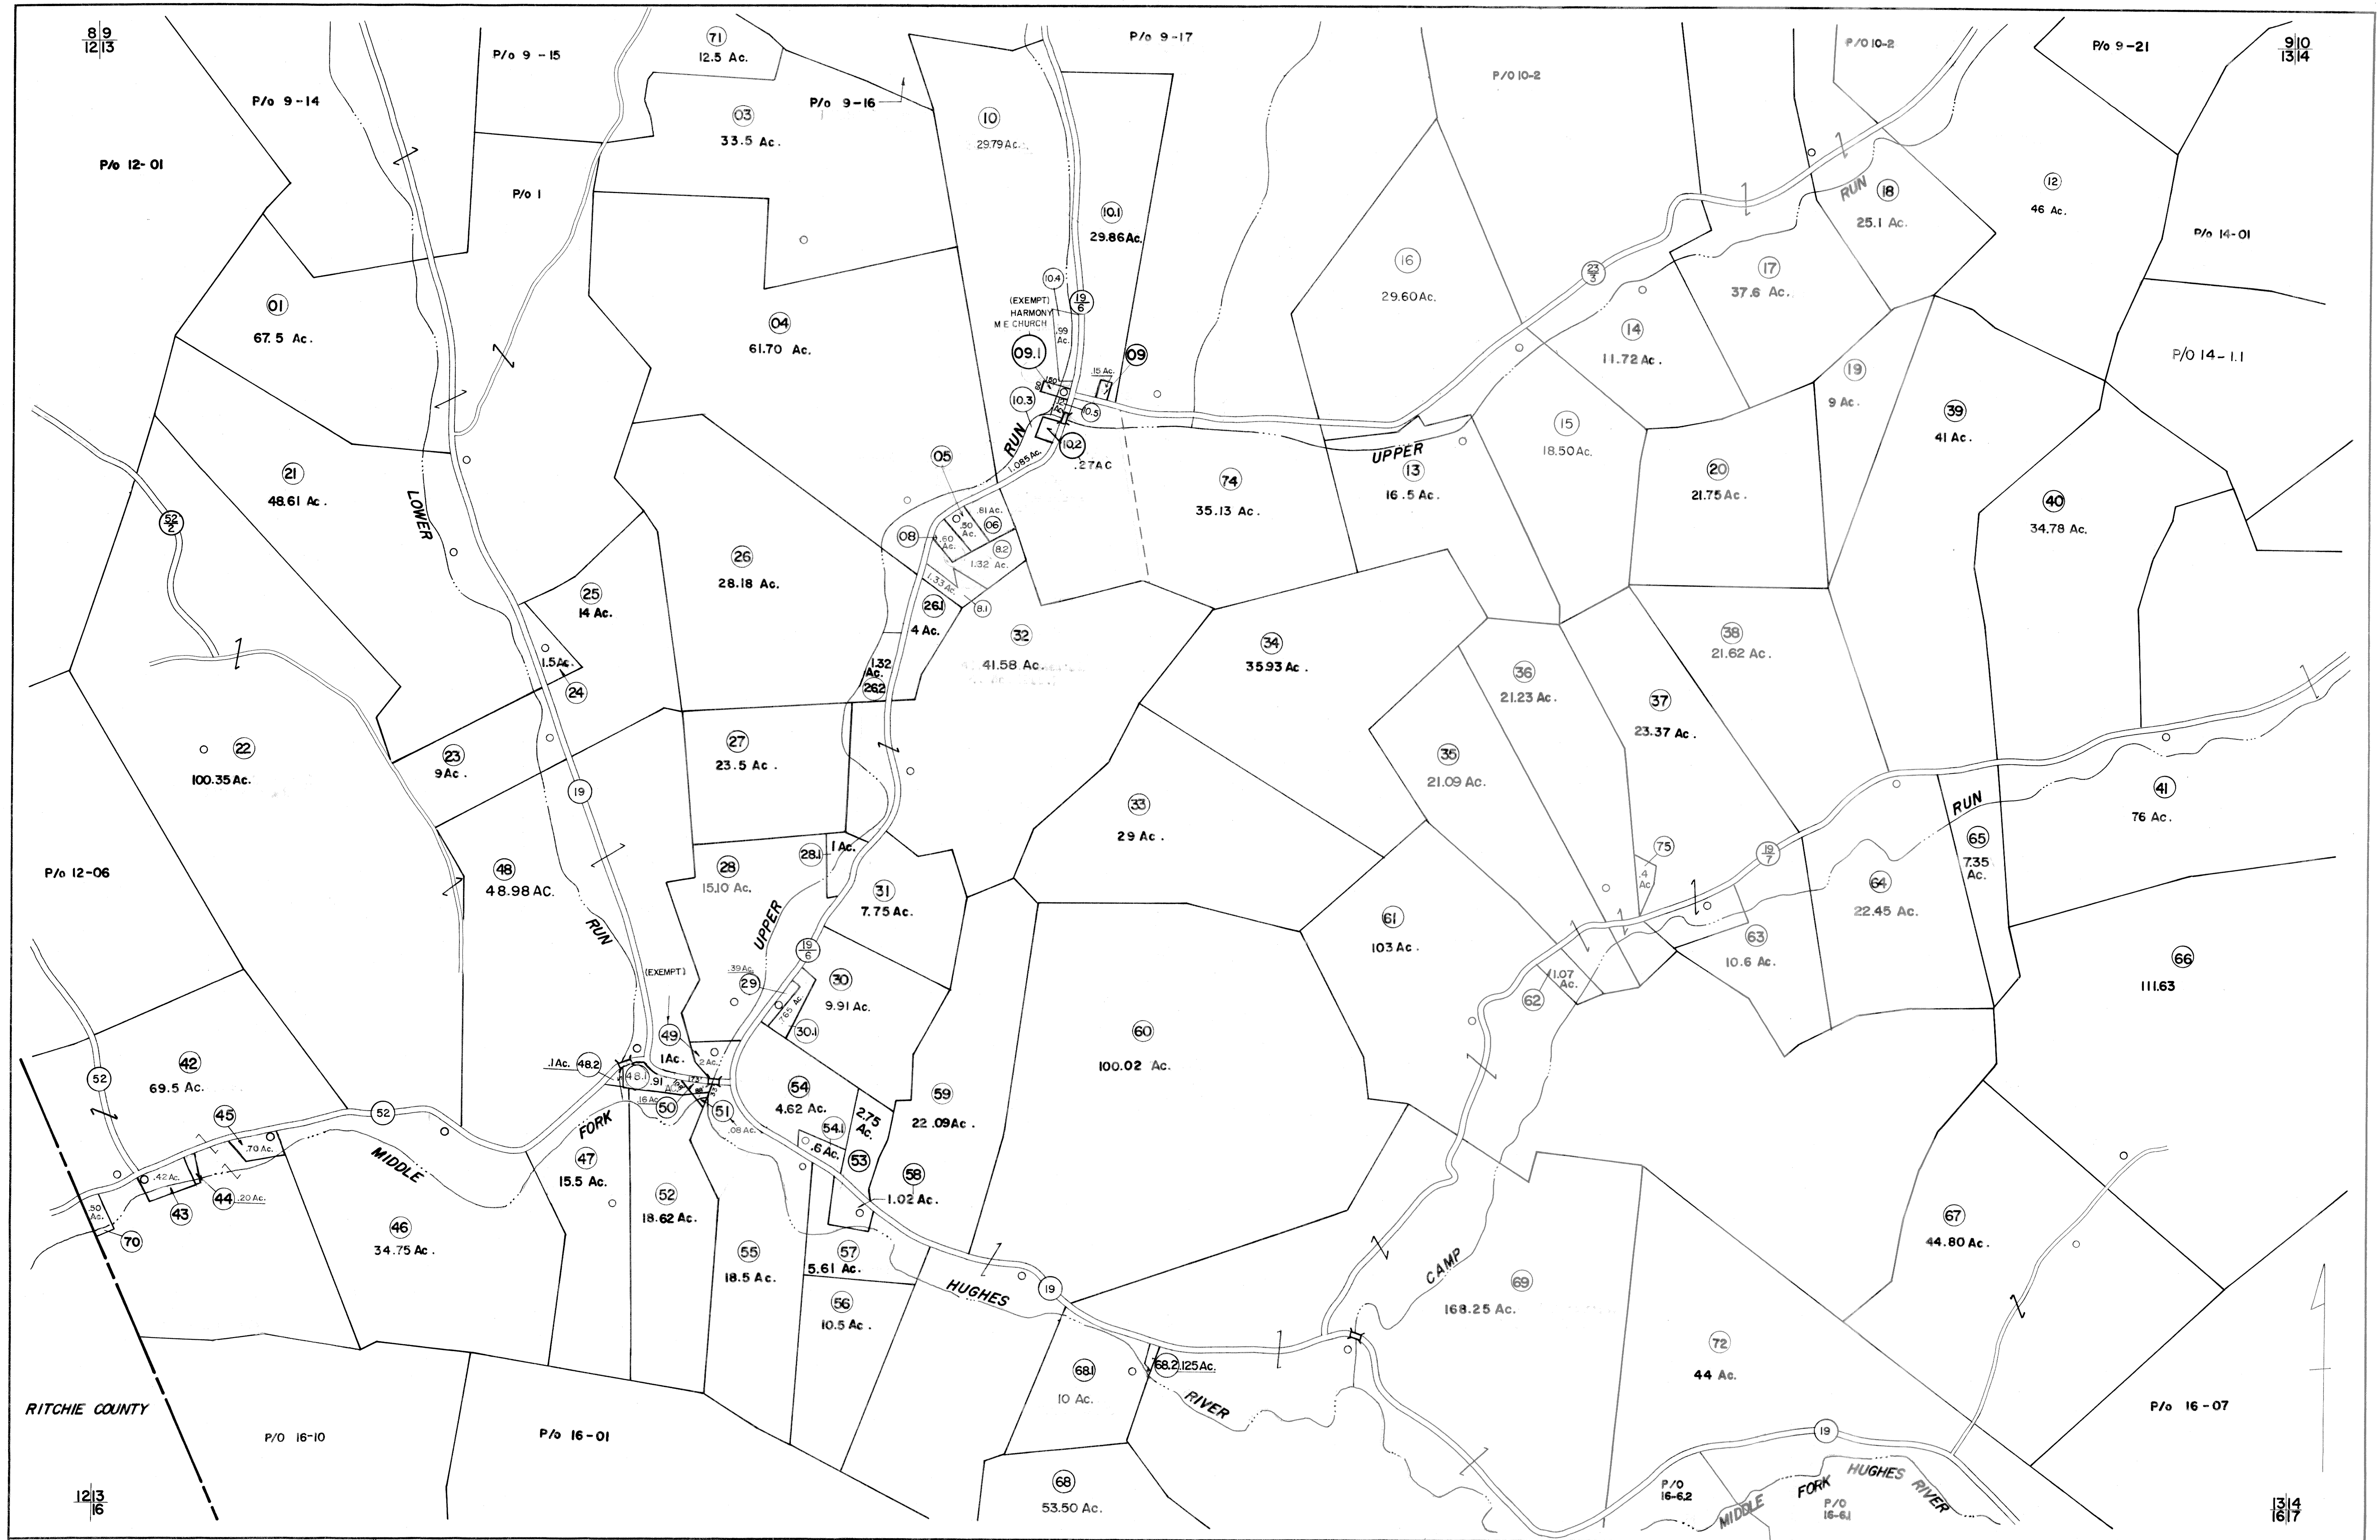 8 9
12 13
P/o 9-14
P/o 9-15
71
12.5 Ac.
P/o 9-16
P/o 9-17
P/O 10-2
P/O 10-2
P/o 9-21
9 10
13 14
P/o 12-01
P/o 1
03
33.5 Ac.
10
29.79 Ac.
10.1
29.86 Ac.
16
29.60 Ac.
RUN
18
25.1 Ac.
12
46 Ac.
P/o 14-01
17
37.6 Ac.
23
3
01
67.5 Ac.
04
61.70 Ac.
10.4
(EXEMPT)
HARMONY
M E CHURCH
19
6
.99
Ac.
09.1
09
.15 Ac.
14
11.72 Ac.
P/O 14-1.1
19
9 Ac.
10.3
10.5
10.2
.27AC
1.085 Ac.
RUN
39
41 Ac.
15
18.50 Ac.
UPPER
13
16.5 Ac.
20
21.75 Ac.
74
35.13 Ac.
40
34.78 Ac.
21
48.61 Ac.
LOWER
52
2
05
.81 Ac.
06
.50
Ac.
08
.60
Ac.
8.2
1.32 Ac.
1.33 Ac.
8.1
26
28.18 Ac.
25
14 Ac.
26.1
4 Ac.
1.5 Ac.
24
1.32
Ac.
26.2
32
41.58 Ac.
34
35.93 Ac.
38
21.62 Ac.
36
21.23 Ac.
37
23.37 Ac.
22
100.35 Ac.
23
9 Ac.
27
23.5 Ac.
35
21.09 Ac.
19
33
29 Ac.
RUN
41
76 Ac.
65
7.35
Ac.
19
7
75
.4
Ac
P/o 12-06
48
48.98 AC.
28
15.10 Ac.
28.1
1 Ac.
31
7.75 Ac.
64
22.45 Ac.
61
103 Ac.
RUN
UPPER
19
6
63
10.6 Ac.
66
111.63
(EXEMPT)
.39 Ac.
29
.765 Ac
30
9.91 Ac.
30.1
1.07
Ac.
62
60
100.02 Ac.
49
.2 Ac.
1 Ac.
.1 Ac.
48.2
48.1
.91
.16 Ac.
50
51
.08 Ac.
42
69.5 Ac.
52
52
54
4.62 Ac.
2.75
Ac.
59
22.09 Ac.
45
.70 Ac.
FORK
MIDDLE
54.1
.6 Ac.
53
58
1.02 Ac.
.42 Ac.
44
.20 Ac.
43
.50
Ac.
70
47
15.5 Ac.
52
18.62 Ac.
46
34.75 Ac.
67
44.80 Ac.
55
18.5 Ac.
57
5.61 Ac.
56
10.5 Ac.
HUGHES
19
CAMP
69
168.25 Ac.
72
44 Ac.
68.1
10 Ac.
68.2
.125 Ac.
RIVER
RITCHIE COUNTY
P/O 16-10
P/o 16-01
P/o 16-07
19
68
53.50 Ac.
P/O
16-6.2
MIDDLE
FORK
HUGHES
RIVER
P/O
16-6.1
12 13
16
13 14
16 17